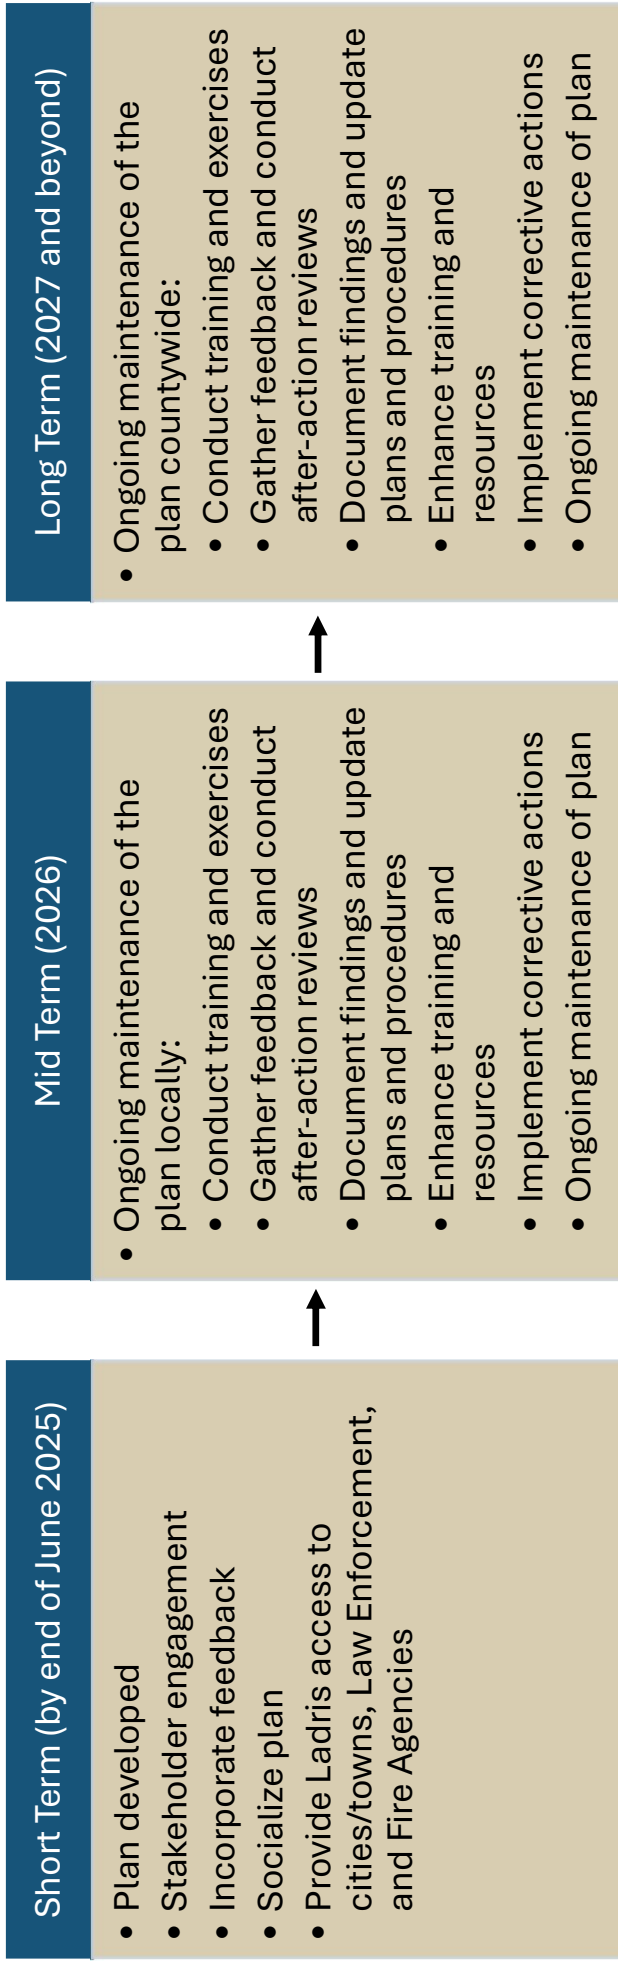 Short Term (by end of June 2025)
• Plan developed
• Stakeholder engagement
• Incorporate feedback
• Socialize plan
• Provide Ladris access to
cities/towns, Law Enforcement,
and Fire Agencies
Mid Term (2026)
• Ongoing maintenance of the
plan locally:
• Conduct training and exercises
• Gather feedback and conduct
after-action reviews
• Document findings and update
plans and procedures
• Enhance training and
resources
• Implement corrective actions
• Ongoing maintenance of plan
Long Term (2027 and beyond)
• Ongoing maintenance of the
plan countywide:
• Conduct training and exercises
• Gather feedback and conduct
after-action reviews
• Document findings and update
plans and procedures
• Enhance training and
resources
• Implement corrective actions
• Ongoing maintenance of plan